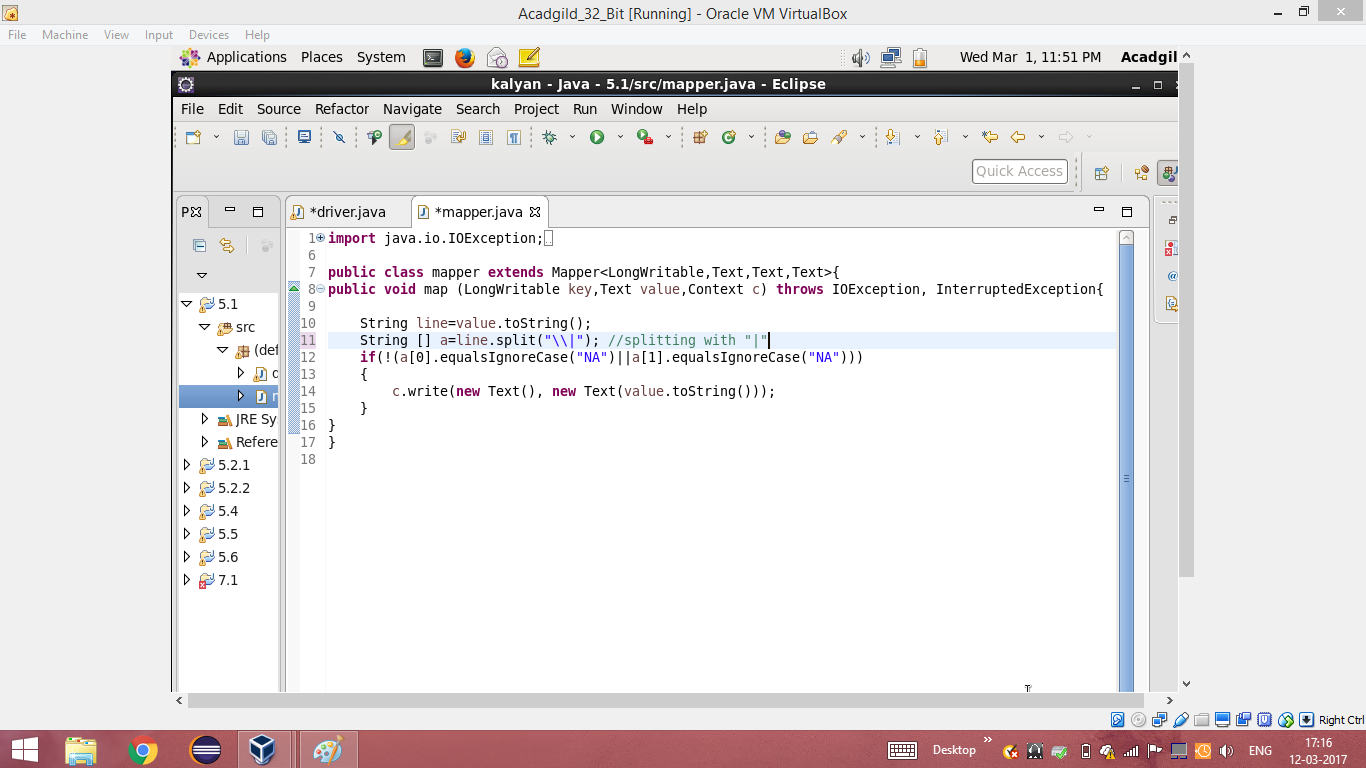 Acadgild_32_Bit [Running] - Oracle VM VirtualBox
File Machine View Input Devices Help
Applications Places System Wed Mar 1, 11:51 PM Acadgil
kalyan - Java - 5.1/src/mapper.java - Eclipse
File Edit Source Refactor Navigate Search Project Run Window Help
Quick Access
P *driver.java *mapper.java
1 import java.io.IOException;
6
7 public class mapper extends Mapper<LongWritable,Text,Text,Text>{
8 public void map (LongWritable key,Text value,Context c) throws IOException, InterruptedException{
9
10 String line=value.toString();
11 String [] a=line.split("\\|"); //splitting with "|"
12 if(!(a[0].equalsIgnoreCase("NA")||a[1].equalsIgnoreCase("NA")))
13 {
14 c.write(new Text(), new Text(value.toString()));
15 }
16 }
17 }
18
5.1
src
(def
d
JRE Sy
Refere
5.2.1
5.2.2
5.4
5.5
5.6
7.1
Right Ctrl
Desktop » ENG 17:16
12-03-2017